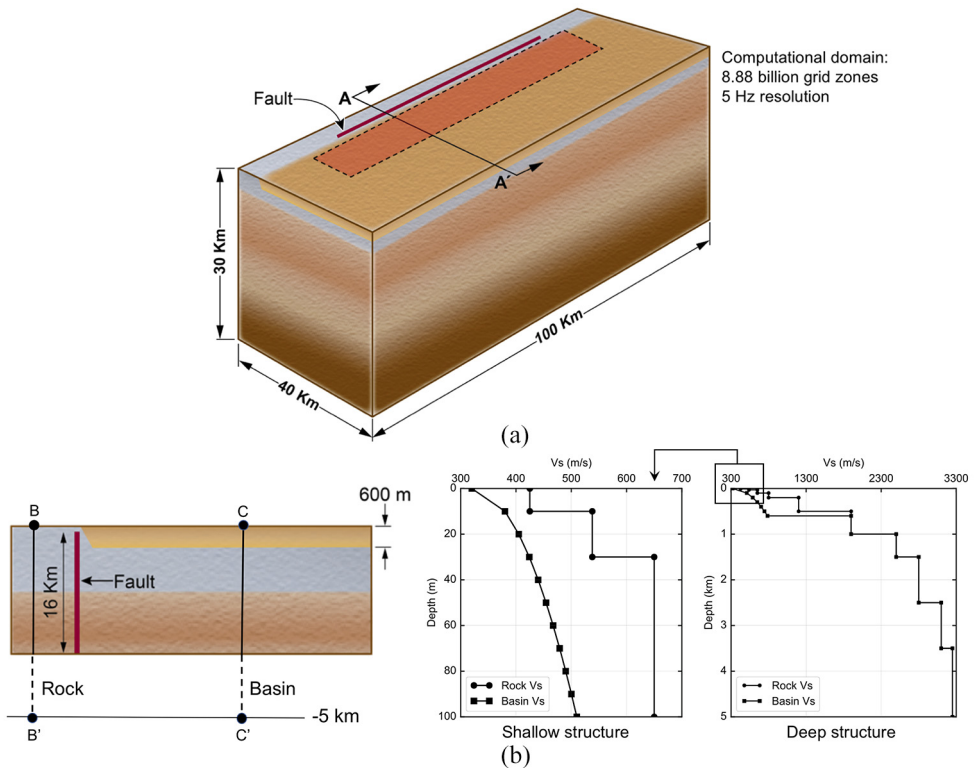 (a)
Computational domain:
8.88 billion grid zones
5 Hz resolution
Fault
A
A'
30 Km
40 Km
100 Km
B
C
600 m
Fault
16 Km
Rock
Basin
-5 km
B'
C'
Vs (m/s)
300 400 500 600 700
0
20
40
60
80
100
Depth (m)
Rock Vs
Basin Vs
Shallow structure
Vs (m/s)
300 1300 2300 3300
0
1
2
3
4
5
Depth (km)
Rock Vs
Basin Vs
Deep structure
(b)